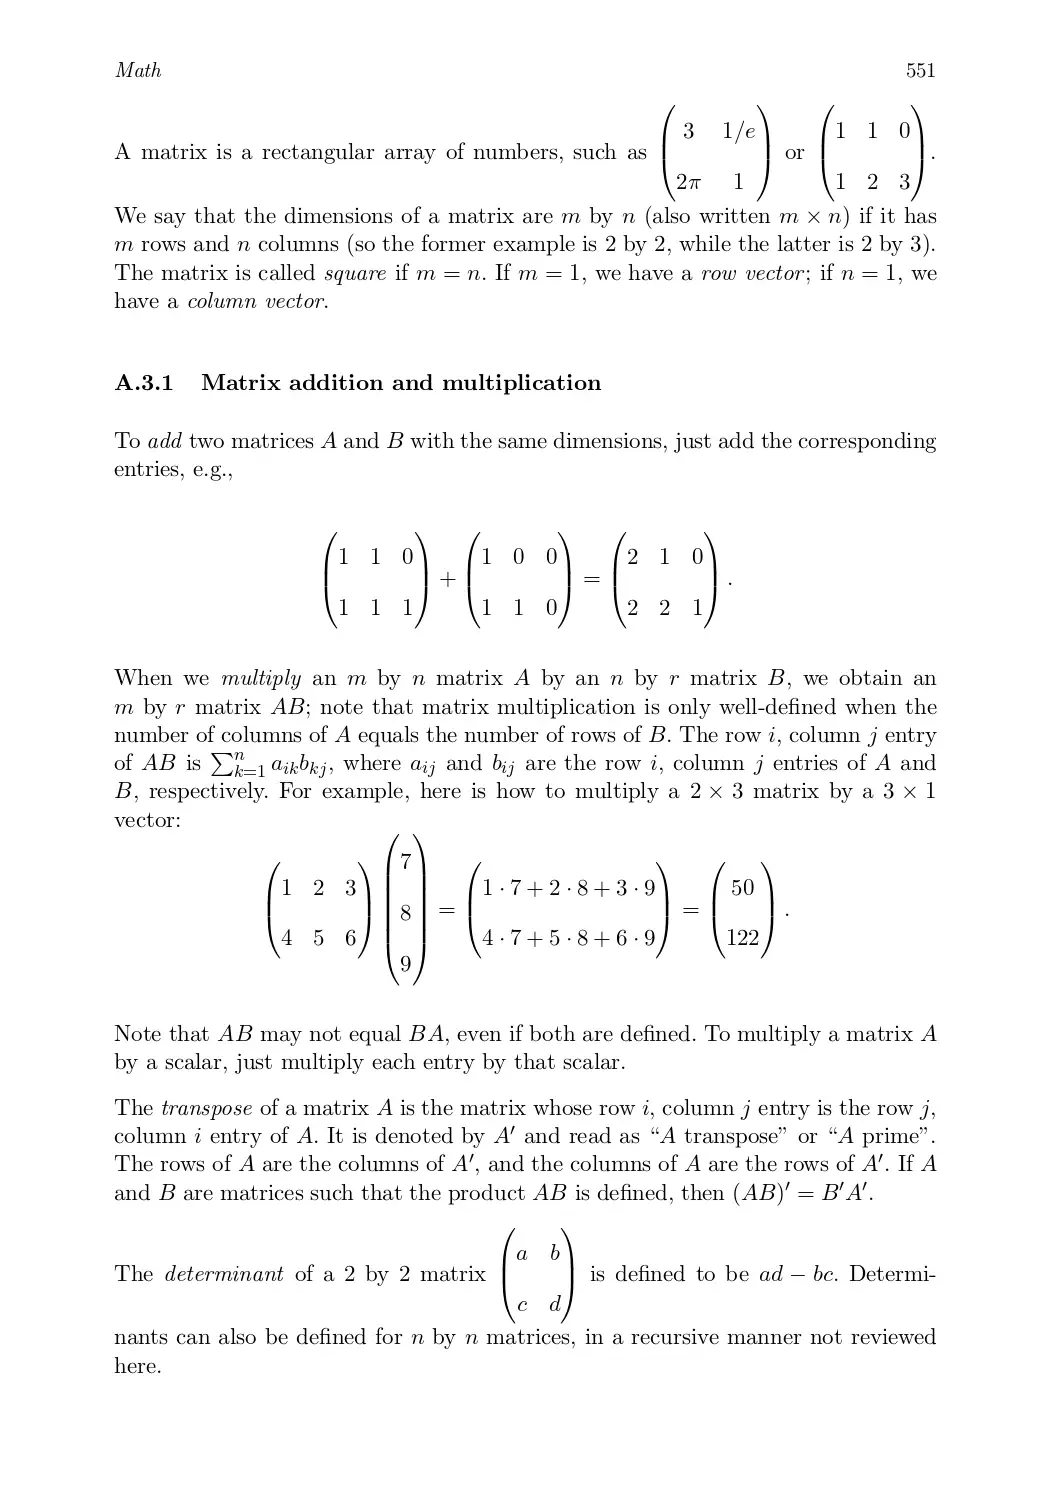 Math 551
A matrix is a rectangular array of numbers, such as \begin{pmatrix} 3 & 1/e \\ 2\pi & 1 \end{pmatrix} or \begin{pmatrix} 1 & 1 & 0 \\ 1 & 2 & 3 \end{pmatrix}.
We say that the dimensions of a matrix are m by n (also written m × n) if it has
m rows and n columns (so the former example is 2 by 2, while the latter is 2 by 3).
The matrix is called square if m = n. If m = 1, we have a row vector; if n = 1, we
have a column vector.
A.3.1 Matrix addition and multiplication
To add two matrices A and B with the same dimensions, just add the corresponding
entries, e.g.,
\begin{pmatrix} 1 & 1 & 0 \\ 1 & 1 & 1 \end{pmatrix} + \begin{pmatrix} 1 & 0 & 0 \\ 1 & 1 & 0 \end{pmatrix} = \begin{pmatrix} 2 & 1 & 0 \\ 2 & 2 & 1 \end{pmatrix}.
When we multiply an m by n matrix A by an n by r matrix B, we obtain an
m by r matrix AB; note that matrix multiplication is only well-defined when the
number of columns of A equals the number of rows of B. The row i, column j entry
of AB is \sum_{k=1}^{n} a_{ik}b_{kj}, where a_{ij} and b_{ij} are the row i, column j entries of A and
B, respectively. For example, here is how to multiply a 2 × 3 matrix by a 3 × 1
vector:
\begin{pmatrix} 1 & 2 & 3 \\ 4 & 5 & 6 \end{pmatrix} \begin{pmatrix} 7 \\ 8 \\ 9 \end{pmatrix} = \begin{pmatrix} 1 · 7 + 2 · 8 + 3 · 9 \\ 4 · 7 + 5 · 8 + 6 · 9 \end{pmatrix} = \begin{pmatrix} 50 \\ 122 \end{pmatrix}.
Note that AB may not equal BA, even if both are defined. To multiply a matrix A
by a scalar, just multiply each entry by that scalar.
The transpose of a matrix A is the matrix whose row i, column j entry is the row j,
column i entry of A. It is denoted by A′ and read as “A transpose” or “A prime”.
The rows of A are the columns of A′, and the columns of A are the rows of A′. If A
and B are matrices such that the product AB is defined, then (AB)′ = B′A′.
The determinant of a 2 by 2 matrix \begin{pmatrix} a & b \\ c & d \end{pmatrix} is defined to be ad − bc. Determi-
nants can also be defined for n by n matrices, in a recursive manner not reviewed
here.